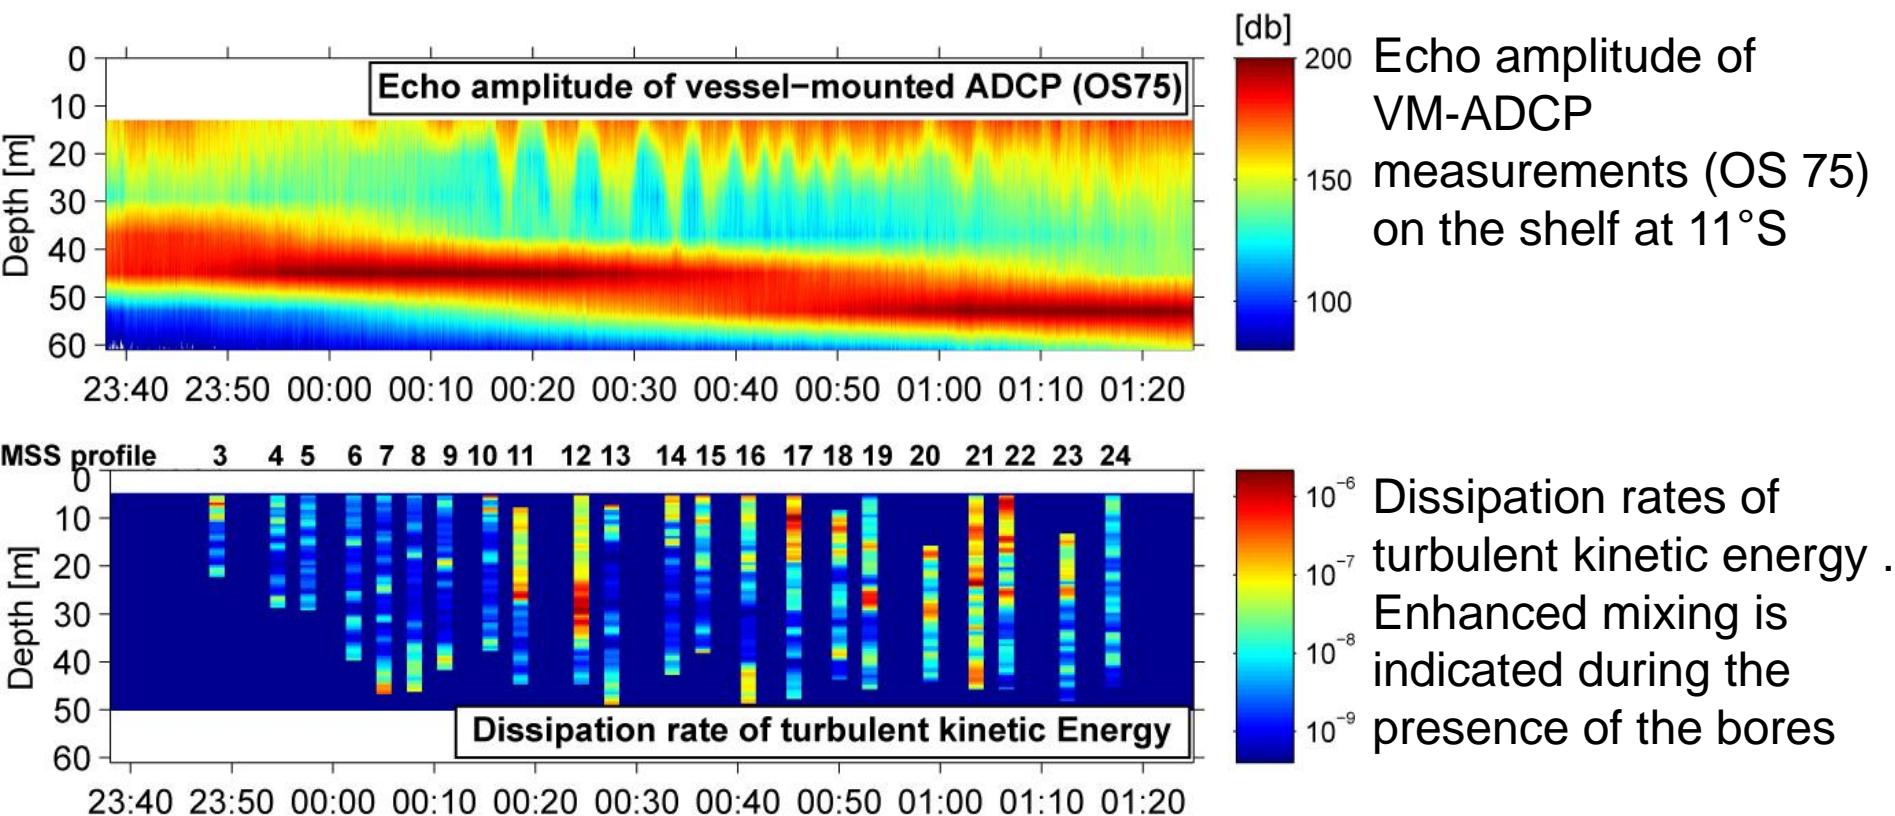 [db]
Echo amplitude of vessel−mounted ADCP (OS75)
0
10
20
30
40
50
60
Depth [m]
23:40 23:50 00:00 00:10 00:20 00:30 00:40 00:50 01:00 01:10 01:20
200
150
100
Echo amplitude of
VM-ADCP
measurements (OS 75)
on the shelf at 11°S
MSS profile 3 4 5 6 7 8 9 10 11 12 13 14 15 16 17 18 19 20 21 22 23 24
0
10
20
30
40
50
60
Depth [m]
Dissipation rate of turbulent kinetic Energy
23:40 23:50 00:00 00:10 00:20 00:30 00:40 00:50 01:00 01:10 01:20
10⁻⁶
10⁻⁷
10⁻⁸
10⁻⁹
Dissipation rates of
turbulent kinetic energy .
Enhanced mixing is
indicated during the
presence of the bores